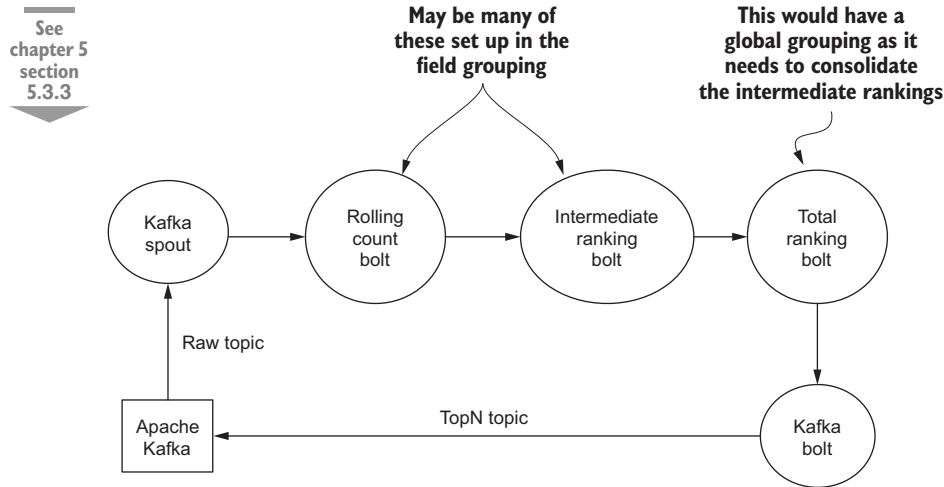 See
chapter 5
section
5.3.3
May be many of
these set up in the
field grouping
This would have a
global grouping as it
needs to consolidate
the intermediate rankings
Kafka
spout
Rolling
count
bolt
Intermediate
ranking
bolt
Total
ranking
bolt
Raw topic
Apache
Kafka
TopN topic
Kafka
bolt